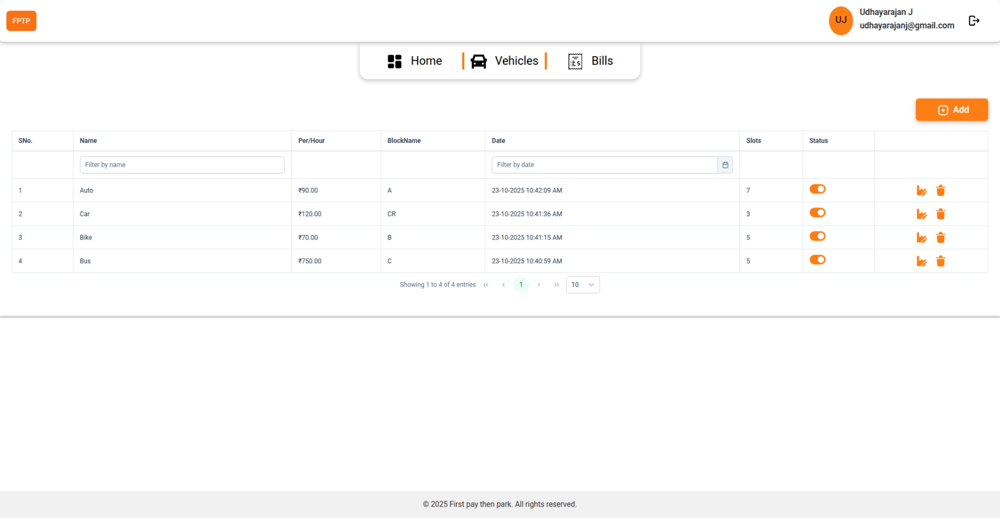 FPTP
UJ
Udhayarajan J
udhayarajanj@gmail.com
Home Vehicles Bills
Add
SNo. Name Per/Hour BlockName Date Slots Status
Filter by name Filter by date
1 Auto ₹90.00 A 23-10-2025 10:42:09 AM 7
2 Car ₹120.00 CR 23-10-2025 10:41:36 AM 3
3 Bike ₹70.00 B 23-10-2025 10:41:15 AM 5
4 Bus ₹750.00 C 23-10-2025 10:40:59 AM 5
Showing 1 to 4 of 4 entries « ‹ 1 › » 10
© 2025 First pay then park. All rights reserved.